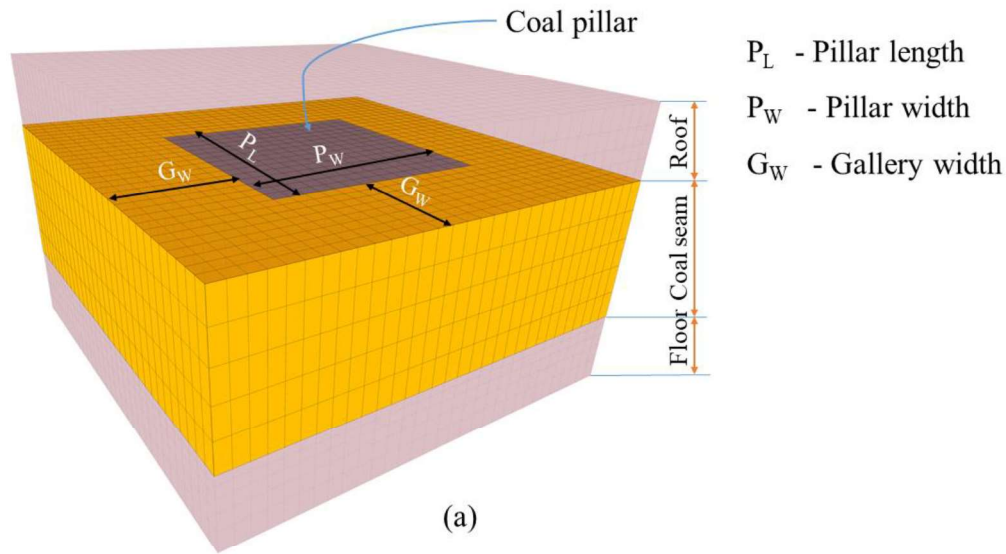 Coal pillar
P_L - Pillar length
P_W - Pillar width
G_W - Gallery width
P_L
P_W
G_W
G_W
Roof
Coal seam
Floor
(a)